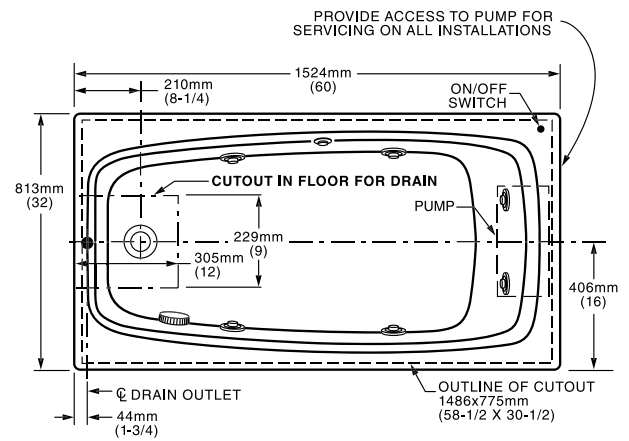 PROVIDE ACCESS TO PUMP FOR
SERVICING ON ALL INSTALLATIONS
1524mm
(60)
210mm
(8-1/4)
ON/OFF
SWITCH
813mm
(32)
CUTOUT IN FLOOR FOR DRAIN
PUMP
229mm
(9)
305mm
(12)
406mm
(16)
℄ DRAIN OUTLET
44mm
(1-3/4)
OUTLINE OF CUTOUT
1486x775mm
(58-1/2 X 30-1/2)